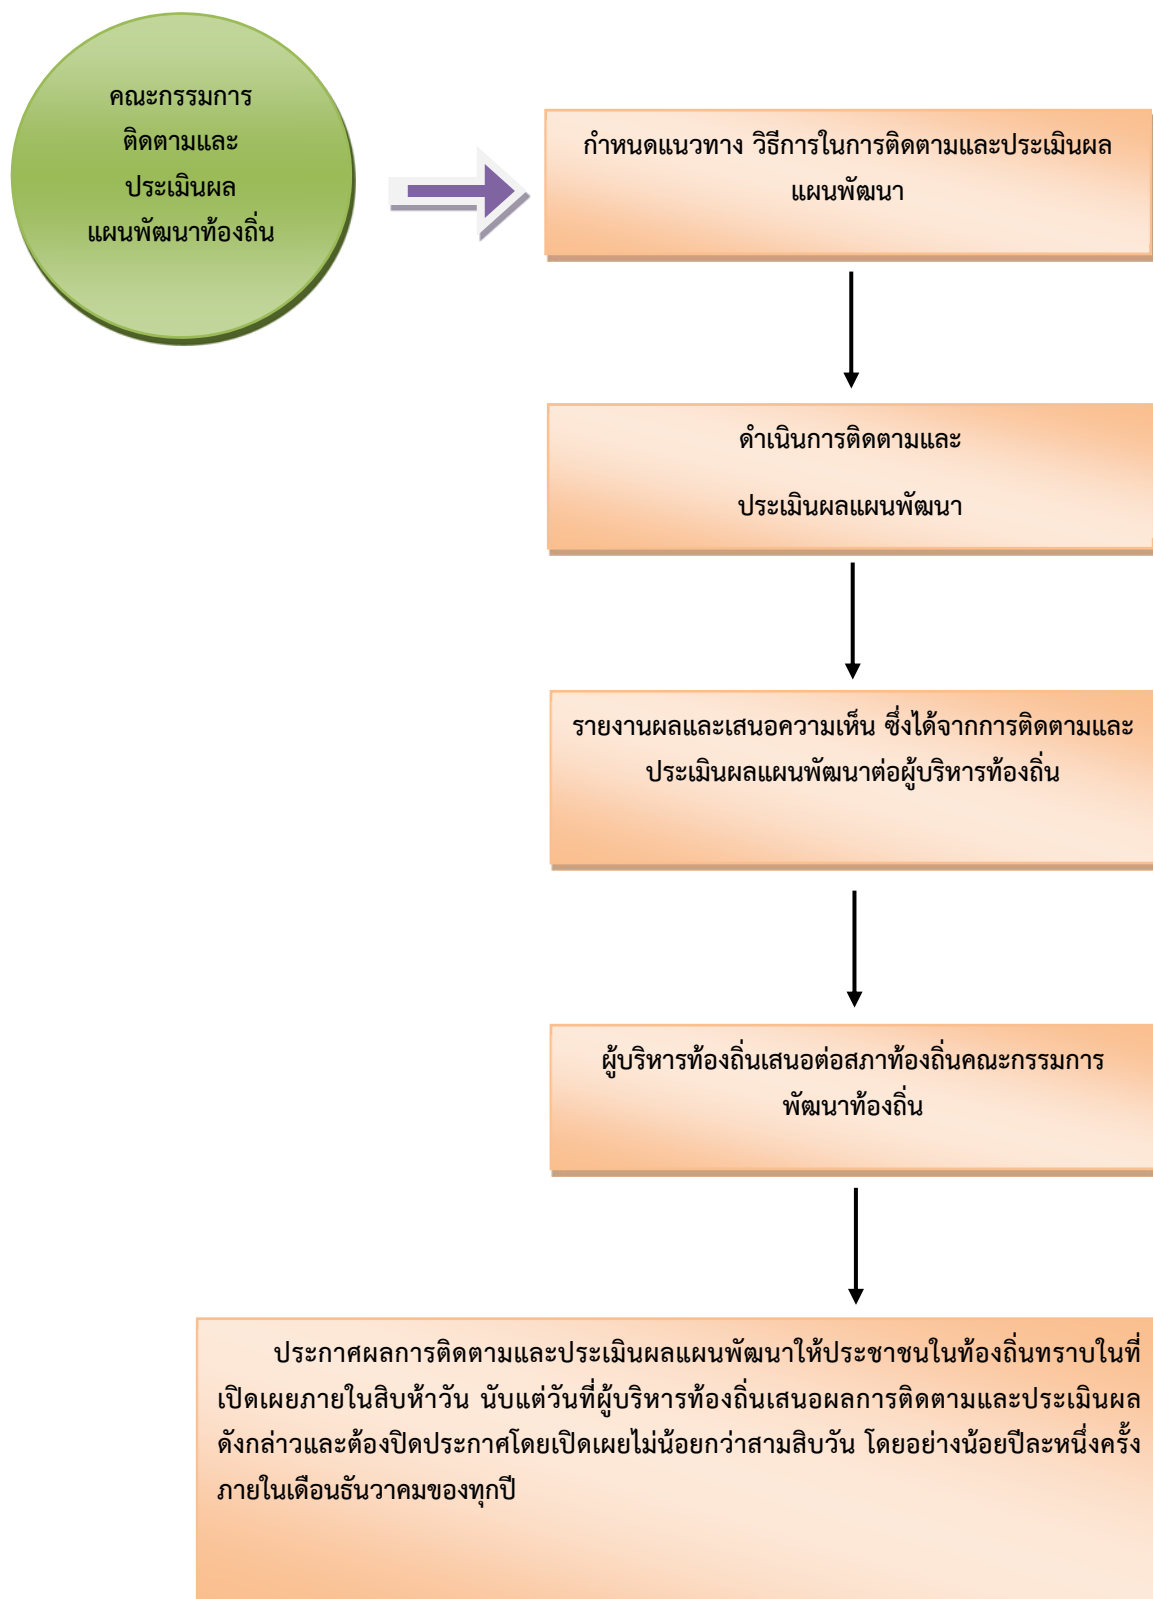 คณะกรรมการ
ติดตามและ
ประเมินผล
แผนพัฒนาท้องถิ่น
กำหนดแนวทาง วิธีการในการติดตามและประเมินผล
แผนพัฒนา
ดำเนินการติดตามและ
ประเมินผลแผนพัฒนา
รายงานผลและเสนอความเห็น ซึ่งได้จากการติดตามและ
ประเมินผลแผนพัฒนาต่อผู้บริหารท้องถิ่น
ผู้บริหารท้องถิ่นเสนอต่อสภาท้องถิ่นคณะกรรมการ
พัฒนาท้องถิ่น
ประกาศผลการติดตามและประเมินผลแผนพัฒนาให้ประชาชนในท้องถิ่นทราบในที่
เปิดเผยภายในสิบห้าวัน นับแต่วันที่ผู้บริหารท้องถิ่นเสนอผลการติดตามและประเมินผล
ดังกล่าวและต้องปิดประกาศโดยเปิดเผยไม่น้อยกว่าสามสิบวัน โดยอย่างน้อยปีละหนึ่งครั้ง
ภายในเดือนธันวาคมของทุกปี